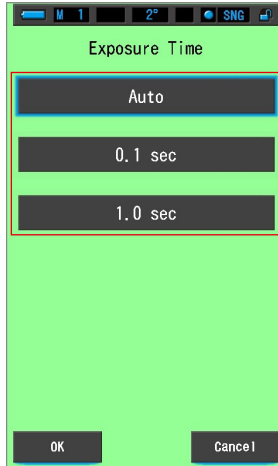 M 1 2° SNG
Exposure Time
Auto
0.1 sec
1.0 sec
OK Cancel